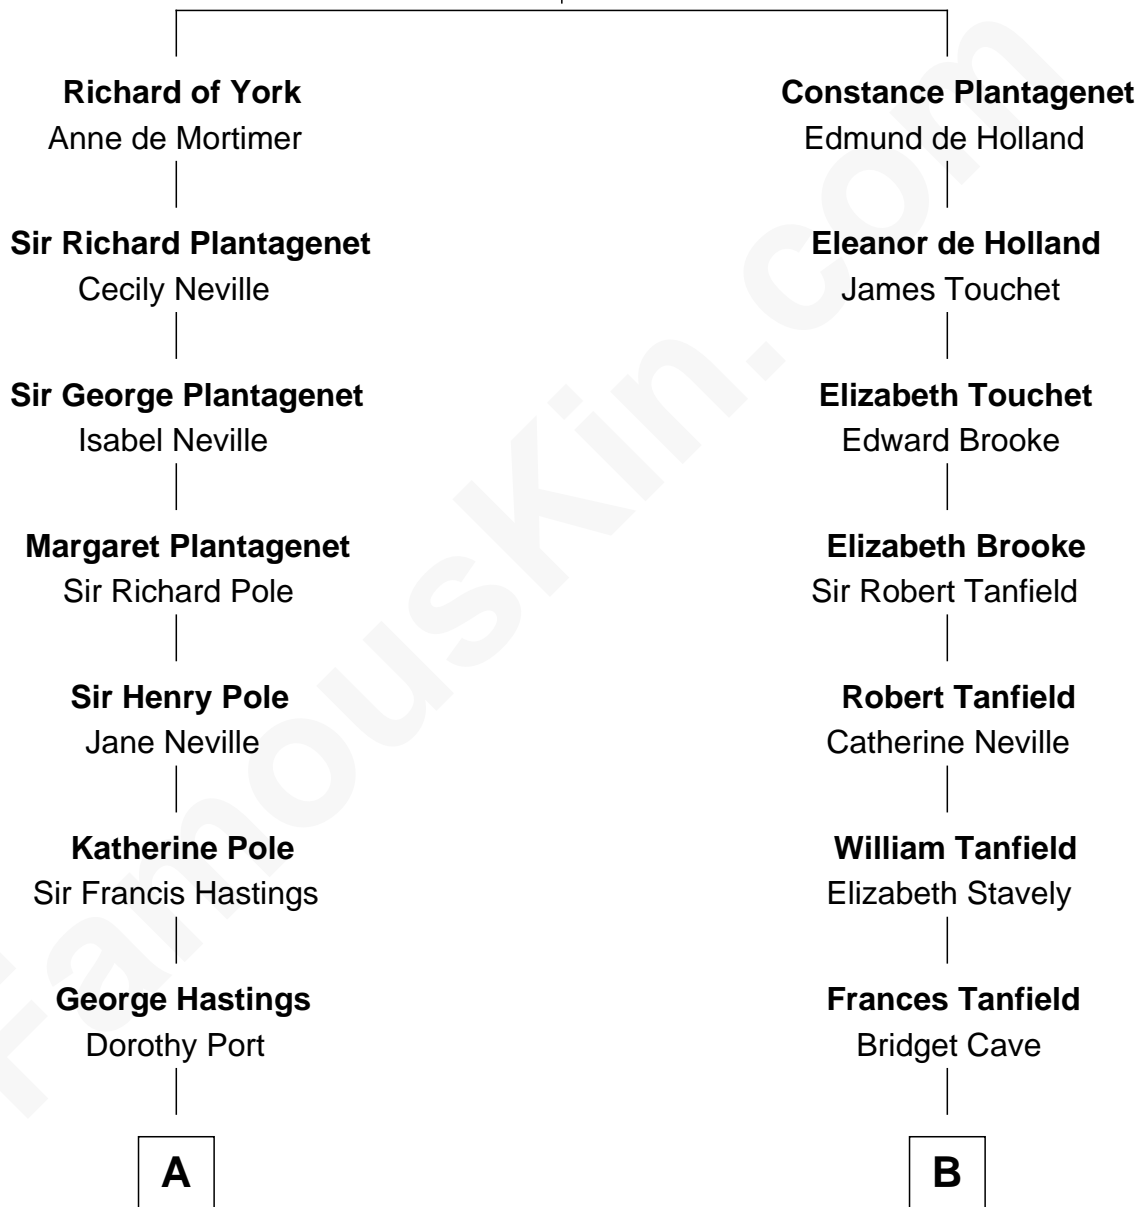 Richard of York
Anne de Mortimer
Sir Richard Plantagenet
Cecily Neville
Sir George Plantagenet
Isabel Neville
Margaret Plantagenet
Sir Richard Pole
Sir Henry Pole
Jane Neville
Katherine Pole
Sir Francis Hastings
George Hastings
Dorothy Port
A
Constance Plantagenet
Edmund de Holland
Eleanor de Holland
James Touchet
Elizabeth Touchet
Edward Brooke
Elizabeth Brooke
Sir Robert Tanfield
Robert Tanfield
Catherine Neville
William Tanfield
Elizabeth Stavely
Frances Tanfield
Bridget Cave
B
FamousKin.com